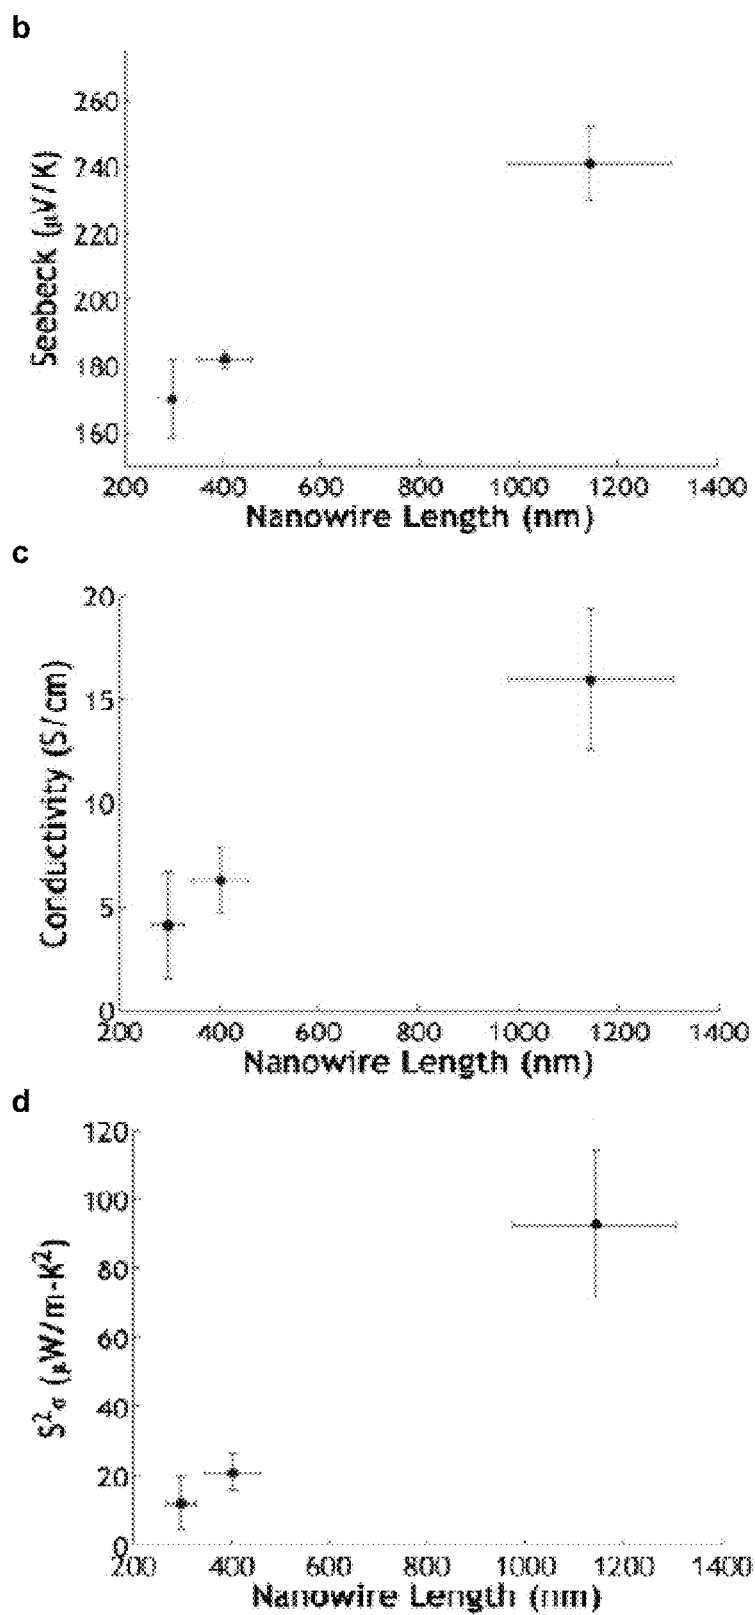 b
260
240
220
200
180
160
Seebeck (μV/K)
200 400 600 800 1000 1200 1400
Nanowire Length (nm)
c
20
15
10
5
0
Conductivity (S/cm)
200 400 600 800 1000 1200 1400
Nanowire Length (nm)
d
120
100
80
60
40
20
0
S²σ (μW/m·K²)
200 400 600 800 1000 1200 1400
Nanowire Length (nm)